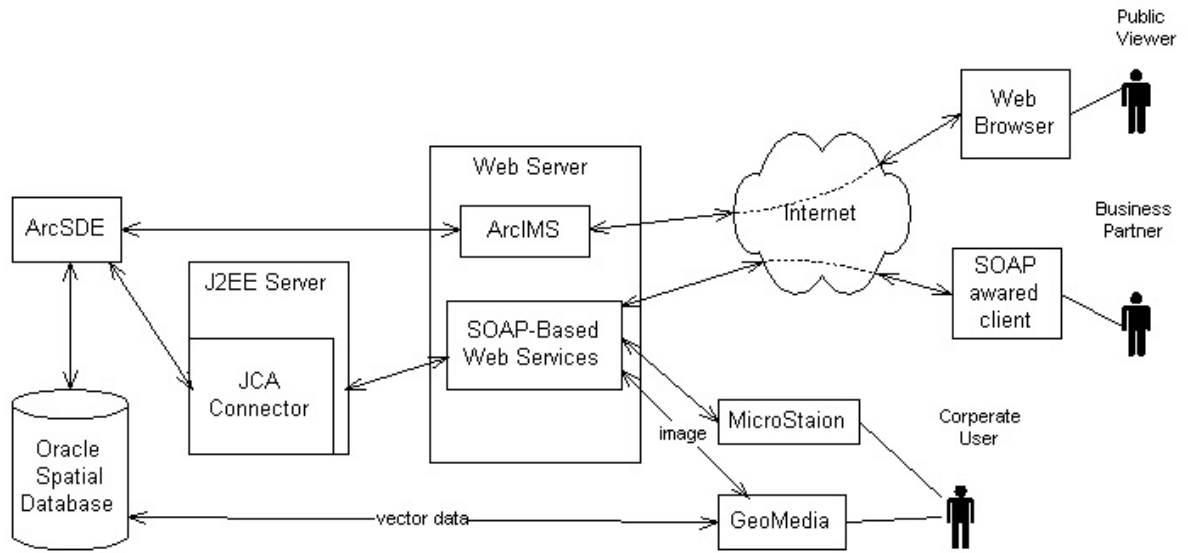 Public
Viewer
Web
Browser
Web Server
ArcSDE
ArcIMS
Internet
Business
Partner
J2EE Server
SOAP
awared
client
SOAP-Based
Web Services
JCA
Connector
MicroStaion
Corperate
User
image
Oracle
Spatial
Database
vector data
GeoMedia